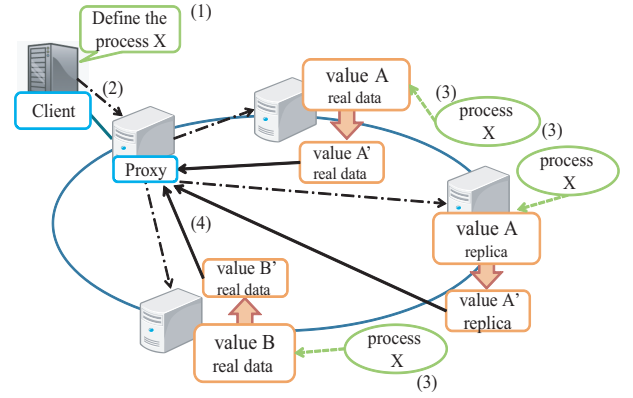 (1)
Define the
process X
(2)
Client
Proxy
value A
real data
(3)
process
X
(3)
process
X
value A'
real data
value A
replica
value A'
replica
(4)
value B'
real data
value B
real data
process
X
(3)